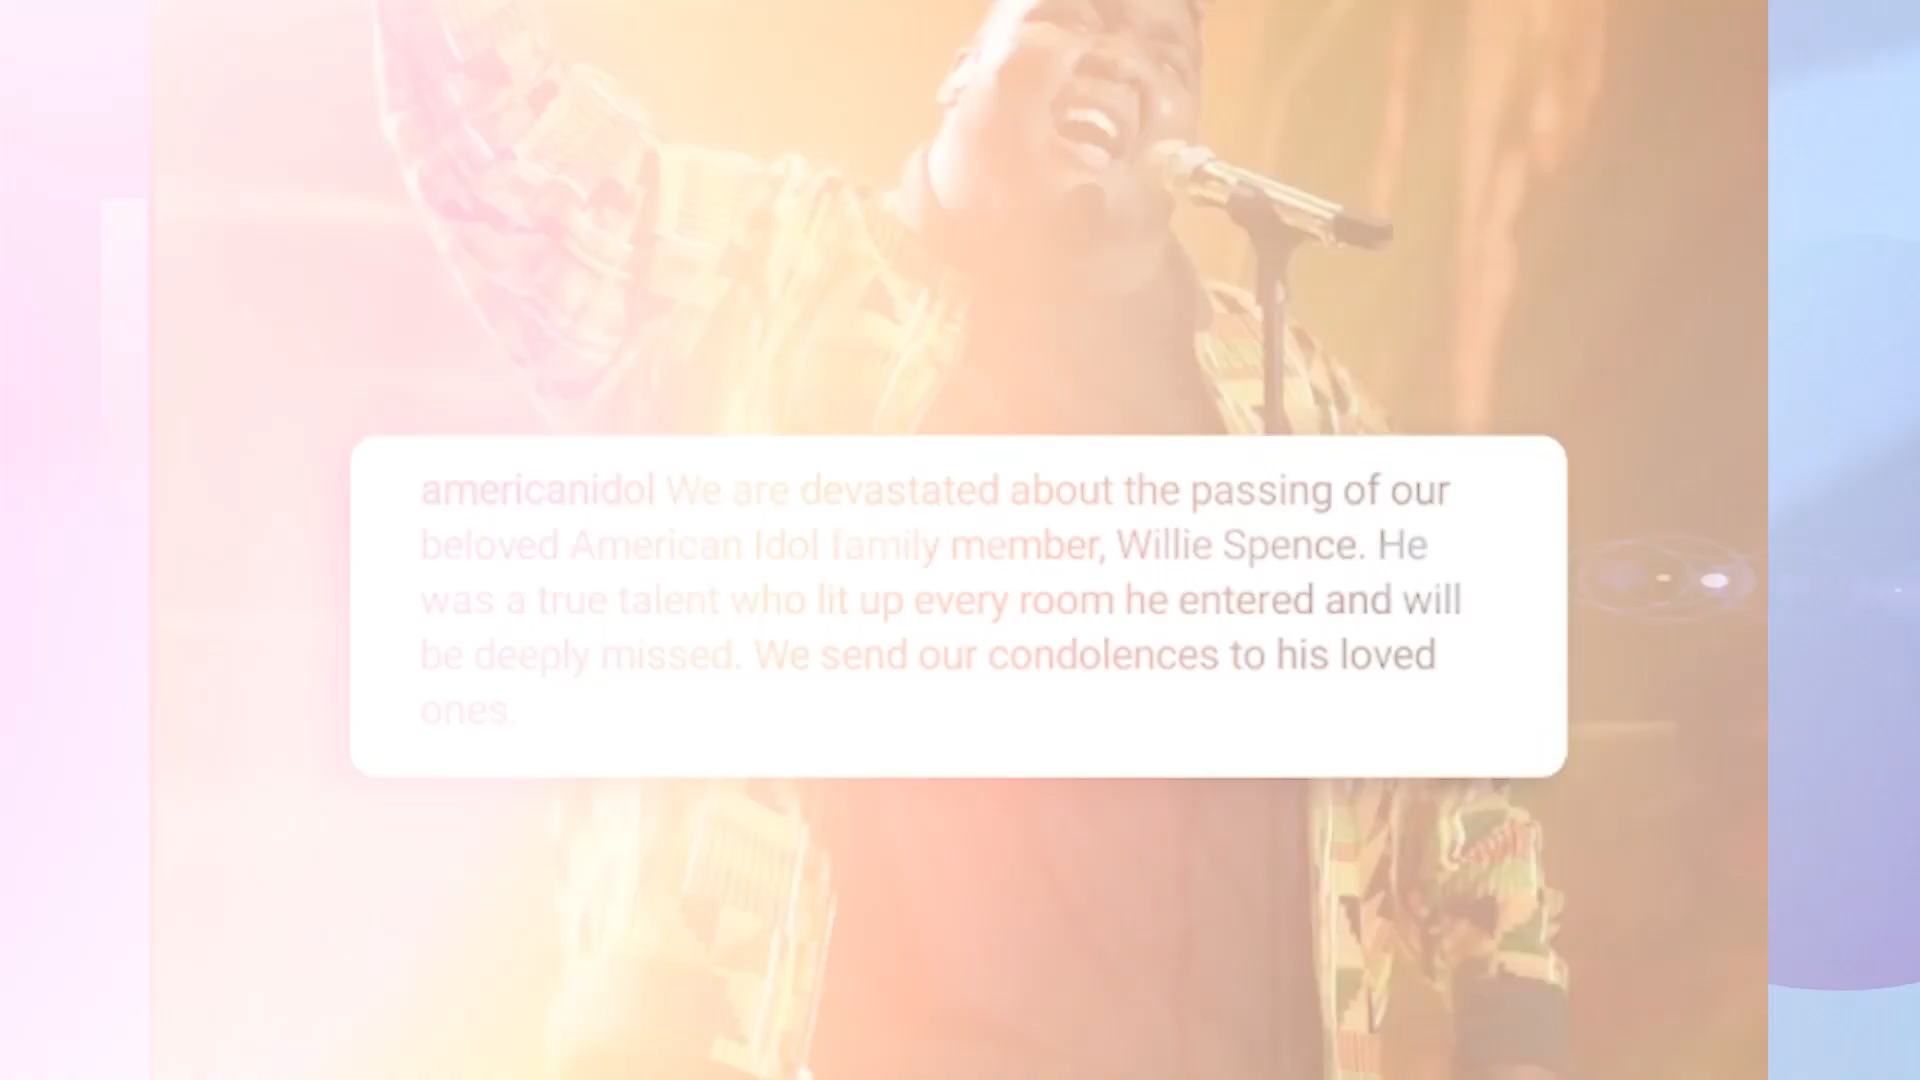 americanidol We are devastated about the passing of our
beloved American Idol family member, Willie Spence. He
was a true talent who lit up every room he entered and will
be deeply missed. We send our condolences to his loved
ones.